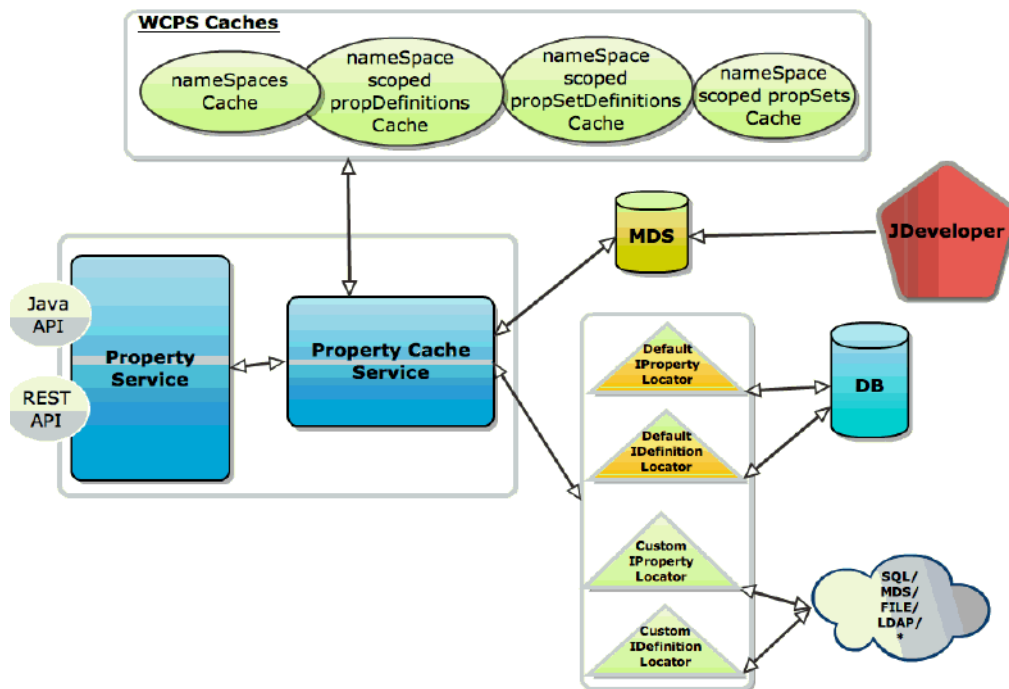 WCPS Caches
nameSpaces
Cache
nameSpace
scoped
propDefinitions
Cache
nameSpace
scoped
propSetDefinitions
Cache
nameSpace
scoped propSets
Cache
MDS
JDeveloper
Java
API
Property
Service
REST
API
Property Cache
Service
Default
IProperty
Locator
DB
Default
IDefinition
Locator
Custom
IProperty
Locator
Custom
IDefinition
Locator
SQL/
MDS/
FILE/
LDAP/
*